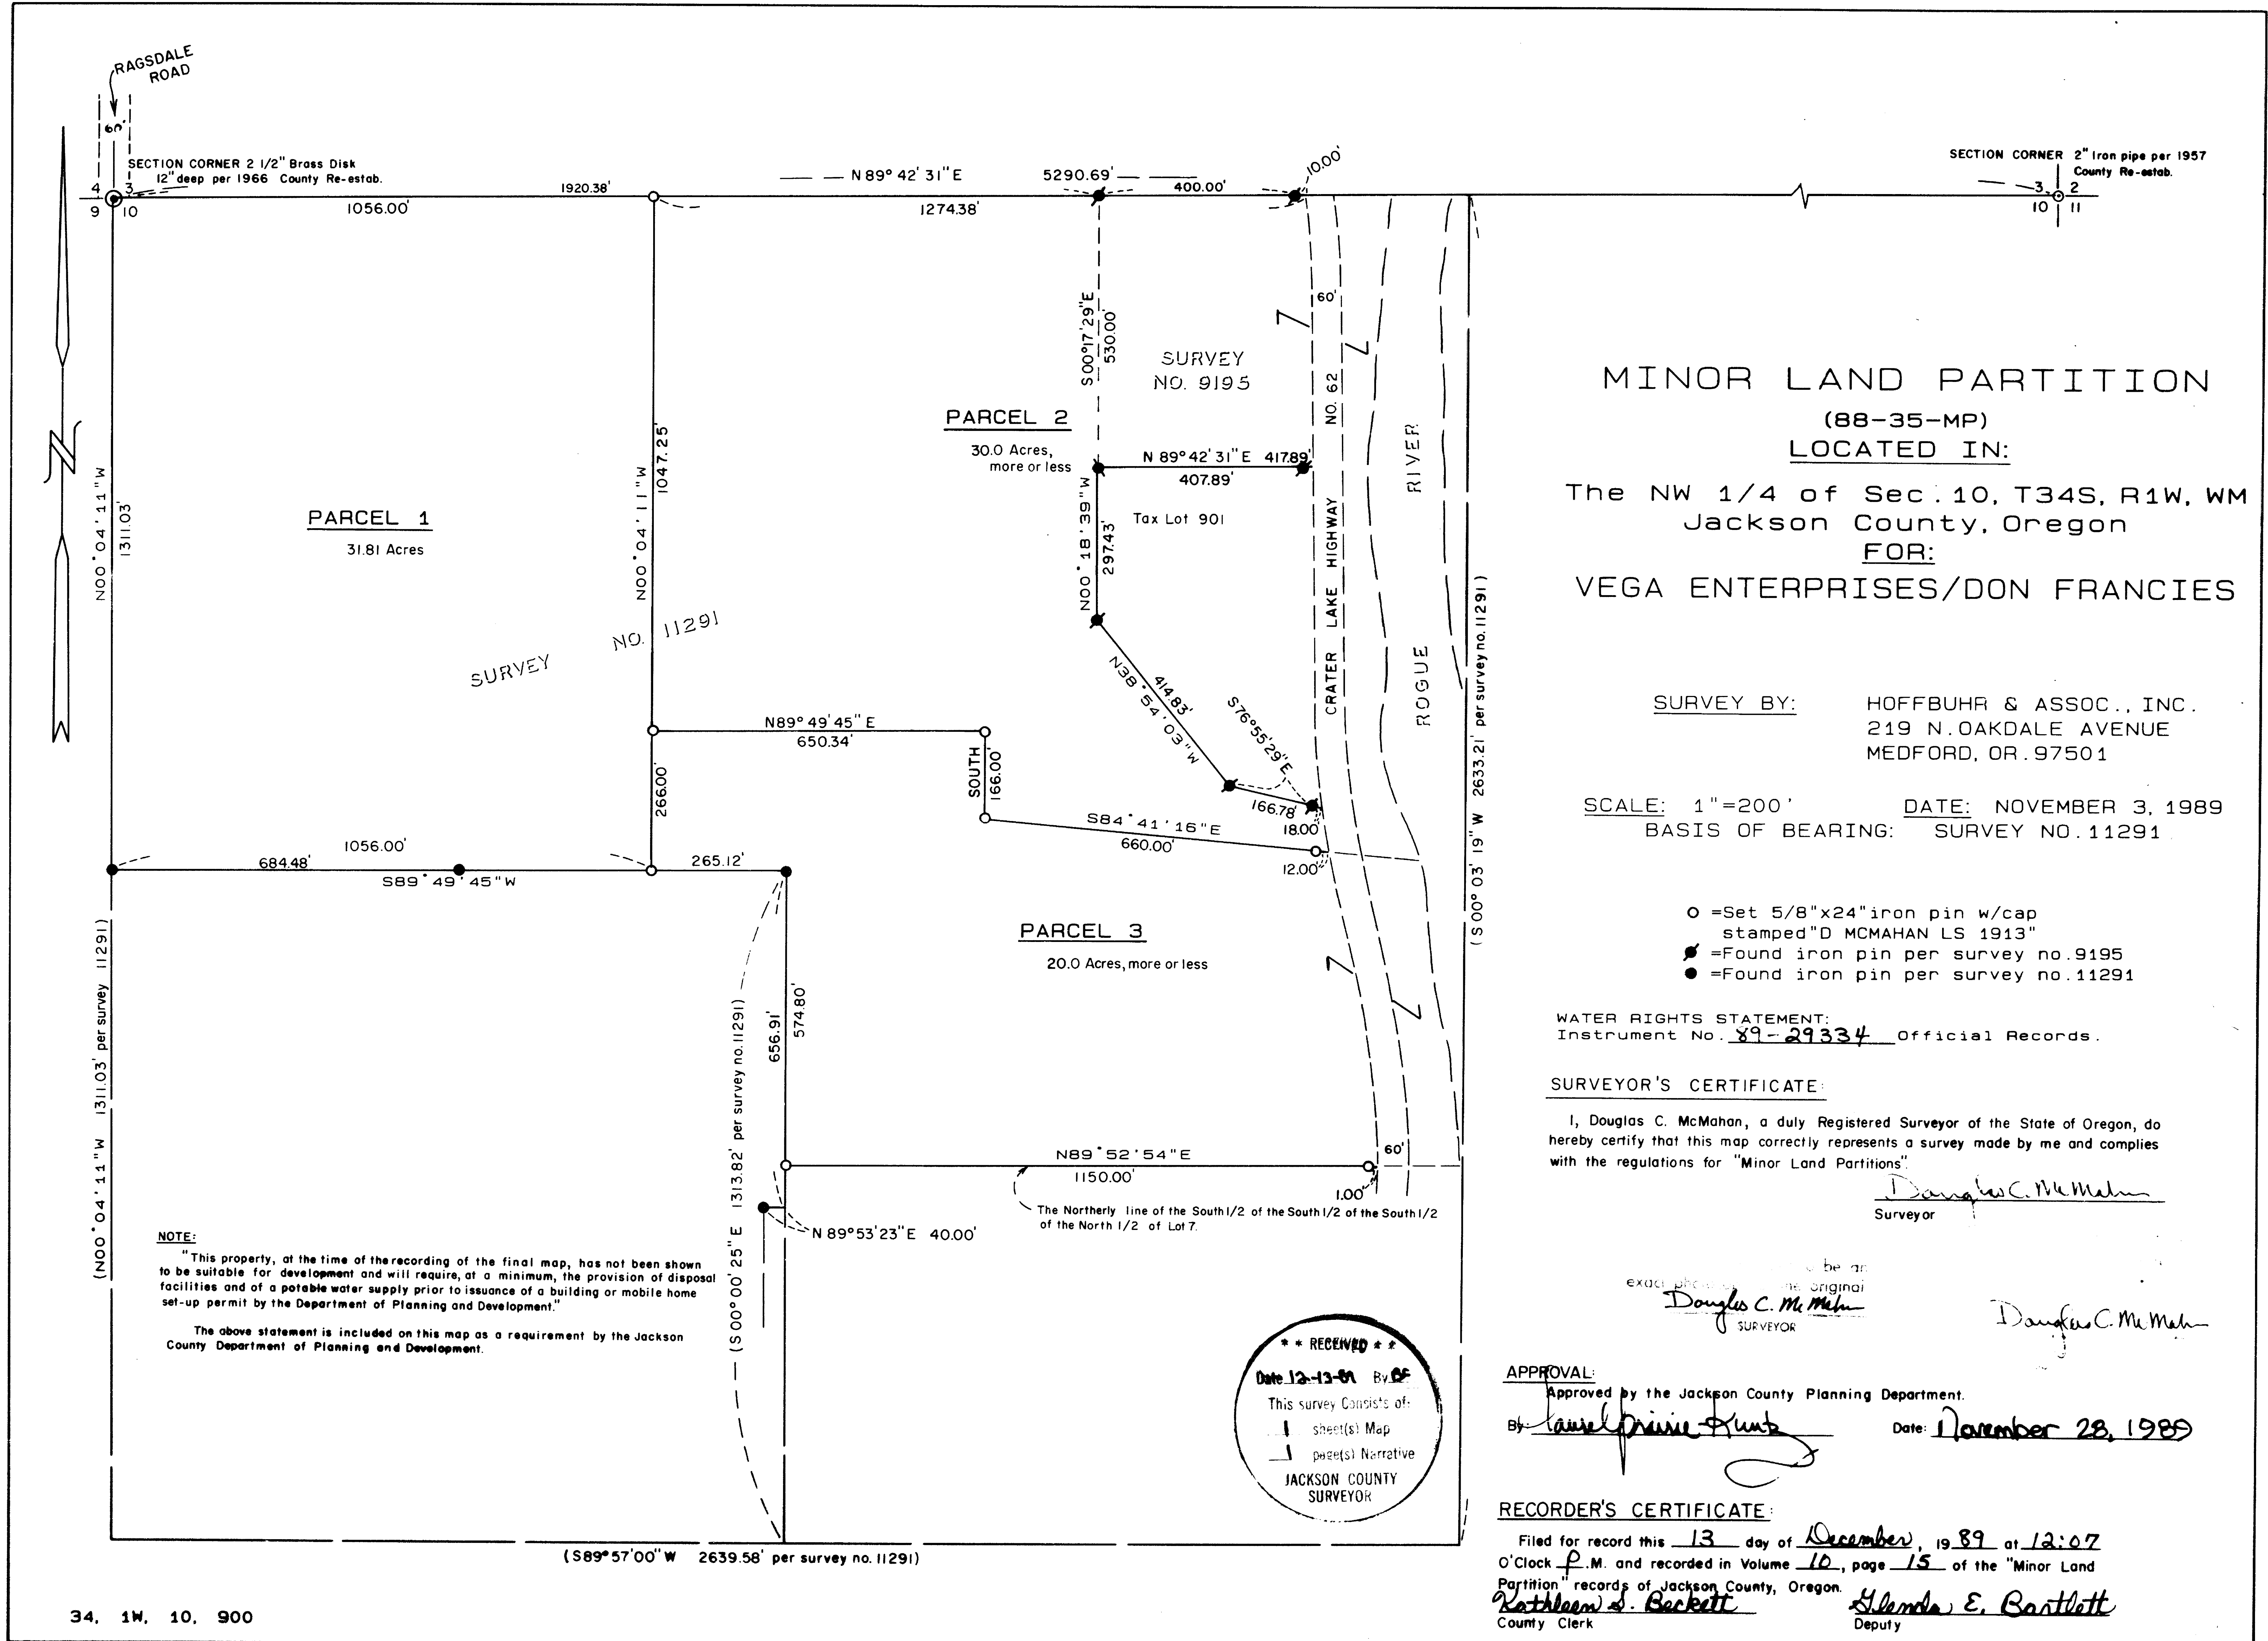 RAGSDALE
ROAD
60'
SECTION CORNER 2 1/2" Brass Disk
12" deep per 1966 County Re-estab.
4 3
9 10
1920.38'
1056.00'
N 89° 42' 31" E 5290.69'
1274.38'
400.00'
10.00'
SECTION CORNER 2" Iron pipe per 1957
County Re-estab.
3 2
10 11
N
N00°04'11"W
1311.03'
PARCEL 1
31.81 Acres
N00°04'11"W
1047.25'
SURVEY NO. 11291
PARCEL 2
30.0 Acres,
more or less
S00°17'29"E
530.00'
SURVEY
NO. 9195
N 89° 42' 31" E 417.89'
407.89'
N00°18'39"W
297.43'
Tax Lot 901
60'
CRATER LAKE HIGHWAY NO. 62
ROGUE RIVER
(S00°03'19"W 2633.21' per survey no. 11291)
N38°54'03"W
414.83'
S76°55'29"E
166.78'
18.00'
N89°49'45"E
650.34'
SOUTH
166.00'
266.00'
S84°41'16"E
660.00'
12.00'
1056.00'
684.48'
S89°49'45"W
265.12'
PARCEL 3
20.0 Acres, more or less
(N00°04'11"W 1311.03' per survey 11291)
(S00°00'25"E 1313.82' per survey no. 11291)
656.91'
574.80'
N89°52'54"E
1150.00'
60'
1.00'
The Northerly line of the South 1/2 of the South 1/2 of the South 1/2
of the North 1/2 of Lot 7.
N 89°53'23"E 40.00'
NOTE:
"This property, at the time of the recording of the final map, has not been shown
to be suitable for development and will require, at a minimum, the provision of disposal
facilities and of a potable water supply prior to issuance of a building or mobile home
set-up permit by the Department of Planning and Development."
The above statement is included on this map as a requirement by the Jackson
County Department of Planning and Development.
(S89°57'00"W 2639.58' per survey no. 11291)
34, 1W, 10, 900
* * RECEIVED * *
Date 12-13-89 By
This survey Consists of:
1 sheet(s) Map
1 page(s) Narrative
JACKSON COUNTY
SURVEYOR
MINOR LAND PARTITION
(88-35-MP)
LOCATED IN:
The NW 1/4 of Sec. 10, T34S, R1W, WM
Jackson County, Oregon
FOR:
VEGA ENTERPRISES/DON FRANCIES
SURVEY BY: HOFFBUHR & ASSOC., INC.
219 N. OAKDALE AVENUE
MEDFORD, OR. 97501
SCALE: 1"=200' DATE: NOVEMBER 3, 1989
BASIS OF BEARING: SURVEY NO. 11291
=Set 5/8"x24" iron pin w/cap
stamped "D MCMAHAN LS 1913"
=Found iron pin per survey no. 9195
=Found iron pin per survey no. 11291
WATER RIGHTS STATEMENT:
Instrument No. 89-29334 Official Records.
SURVEYOR'S CERTIFICATE:
I, Douglas C. McMahan, a duly Registered Surveyor of the State of Oregon, do
hereby certify that this map correctly represents a survey made by me and complies
with the regulations for "Minor Land Partitions".
Douglas C. McMahan
Surveyor
be an
exact original
Douglas C. McMahan
SURVEYOR
Douglas C. McMahan
APPROVAL:
Approved by the Jackson County Planning Department.
By: Laurel Prairie-Kuntz Date: November 28, 1989
RECORDER'S CERTIFICATE:
Filed for record this 13 day of December, 1989 at 12:07
O'Clock P.M. and recorded in Volume 10, page 15 of the "Minor Land
Partition" records of Jackson County, Oregon.
Kathleen S. Beckett Glenda E. Bartlett
County Clerk Deputy